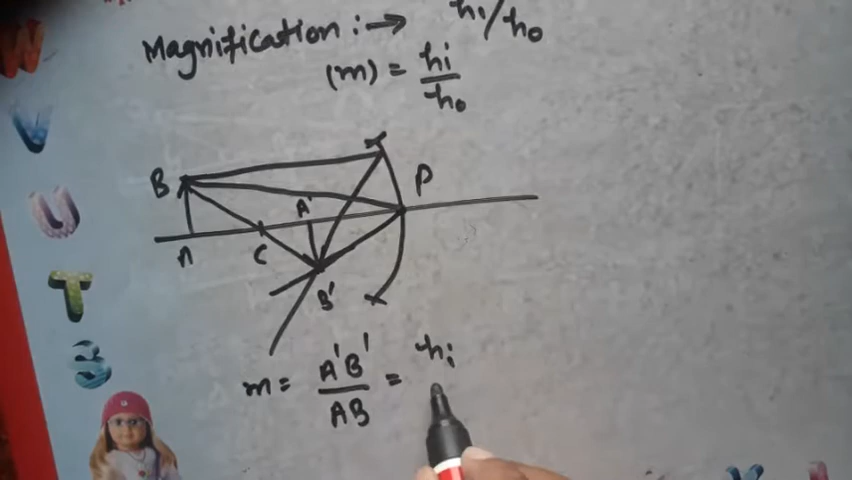 hi/ho
Magnification :→
(m) = hi/ho
B
P
A'
A
C
B'
m = A'B'/AB = hi
W
V
U
T
S